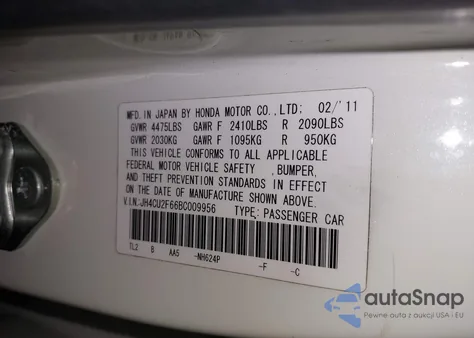 MFD. IN JAPAN BY HONDA MOTOR CO., LTD: 02/'11
GVWR 4475LBS GAWR F 2410LBS R 2090LBS
GVWR 2030KG GAWR F 1095KG R 950KG
THIS VEHICLE CONFORMS TO ALL APPLICABLE
FEDERAL MOTOR VEHICLE SAFETY , BUMPER,
AND THEFT PREVENTION STANDARDS IN EFFECT
ON THE DATE OF MANUFACTURE SHOWN ABOVE.
V.I.N.:JH4CU2F66BC009956 TYPE: PASSENGER CAR
TL2 B AA5 -NH624P -F -C
autoSnap
Pewne auta z aukcji USA i EU